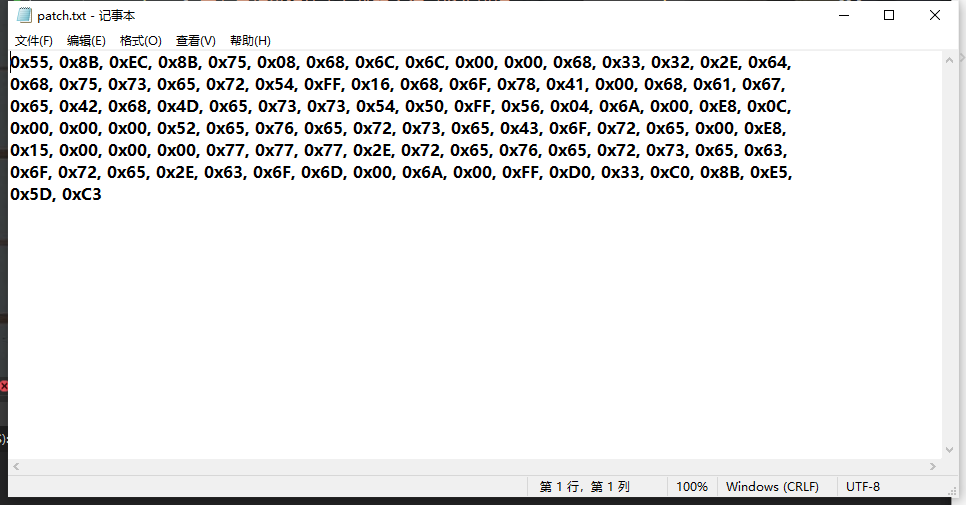 patch.txt - 记事本
文件(F) 编辑(E) 格式(O) 查看(V) 帮助(H)
0x55, 0x8B, 0xEC, 0x8B, 0x75, 0x08, 0x68, 0x6C, 0x6C, 0x00, 0x00, 0x68, 0x33, 0x32, 0x2E, 0x64,
0x68, 0x75, 0x73, 0x65, 0x72, 0x54, 0xFF, 0x16, 0x68, 0x6F, 0x78, 0x41, 0x00, 0x68, 0x61, 0x67,
0x65, 0x42, 0x68, 0x4D, 0x65, 0x73, 0x73, 0x54, 0x50, 0xFF, 0x56, 0x04, 0x6A, 0x00, 0xE8, 0x0C,
0x00, 0x00, 0x00, 0x52, 0x65, 0x76, 0x65, 0x72, 0x73, 0x65, 0x43, 0x6F, 0x72, 0x65, 0x00, 0xE8,
0x15, 0x00, 0x00, 0x00, 0x77, 0x77, 0x77, 0x2E, 0x72, 0x65, 0x76, 0x65, 0x72, 0x73, 0x65, 0x63,
0x6F, 0x72, 0x65, 0x2E, 0x63, 0x6F, 0x6D, 0x00, 0x6A, 0x00, 0xFF, 0xD0, 0x33, 0xC0, 0x8B, 0xE5,
0x5D, 0xC3
第 1 行，第 1 列 100% Windows (CRLF) UTF-8